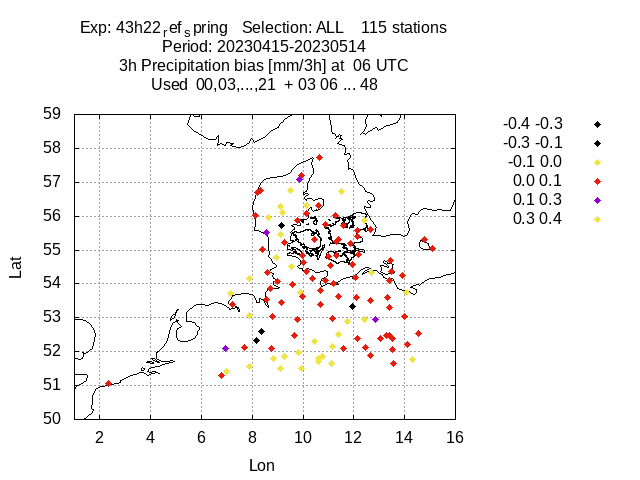 Exp: 43h22ref spring Selection: ALL 115 stations
Period: 20230415-20230514
3h Precipitation bias [mm/3h] at 06 UTC
Used 00,03,...,21 + 03 06 ... 48
59
58
57
56
55
54
53
52
51
50
Lat
2 4 6 8 10 12 14 16
Lon
-0.4 -0.3
-0.3 -0.1
-0.1 0.0
0.0 0.1
0.1 0.3
0.3 0.4